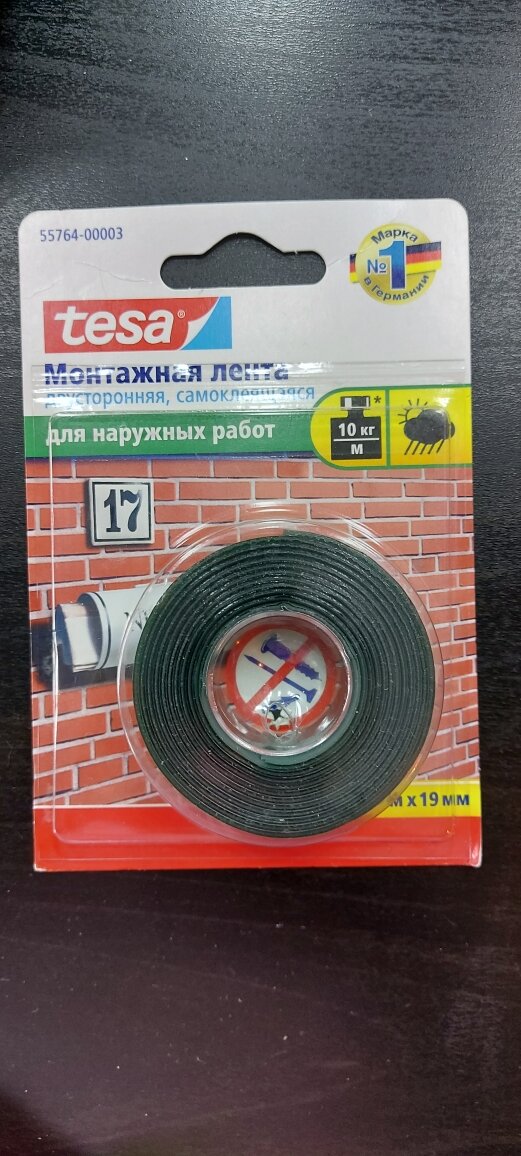 55764-00003
Марка
№1
в Германии
tesa®
Монтажная лента
двусторонняя, самоклеящаяся
для наружных работ
10 кг*
м
17
м x 19 мм